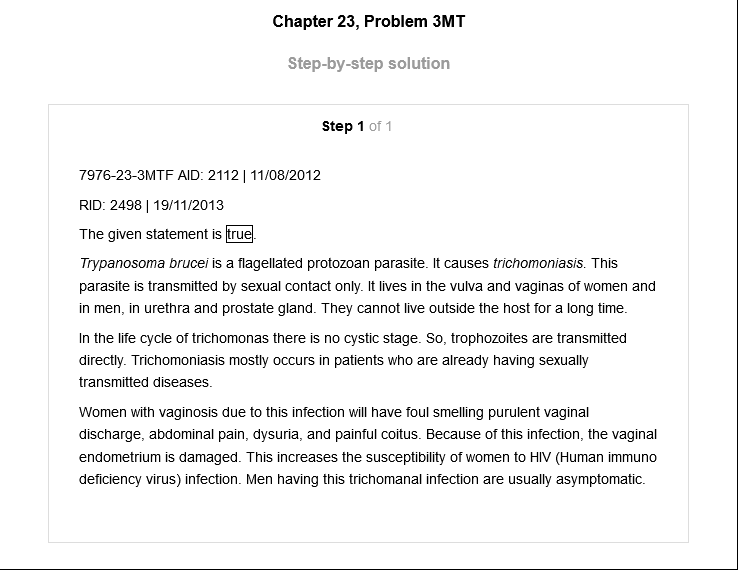 Chapter 23, Problem 3MT
Step-by-step solution
Step 1 of 1
7976-23-3MTF AID: 2112 | 11/08/2012
RID: 2498 | 19/11/2013
The given statement is true.
Trypanosoma brucei is a flagellated protozoan parasite. It causes trichomoniasis. This
parasite is transmitted by sexual contact only. It lives in the vulva and vaginas of women and
in men, in urethra and prostate gland. They cannot live outside the host for a long time.
In the life cycle of trichomonas there is no cystic stage. So, trophozoites are transmitted
directly. Trichomoniasis mostly occurs in patients who are already having sexually
transmitted diseases.
Women with vaginosis due to this infection will have foul smelling purulent vaginal
discharge, abdominal pain, dysuria, and painful coitus. Because of this infection, the vaginal
endometrium is damaged. This increases the susceptibility of women to HIV (Human immuno
deficiency virus) infection. Men having this trichomanal infection are usually asymptomatic.